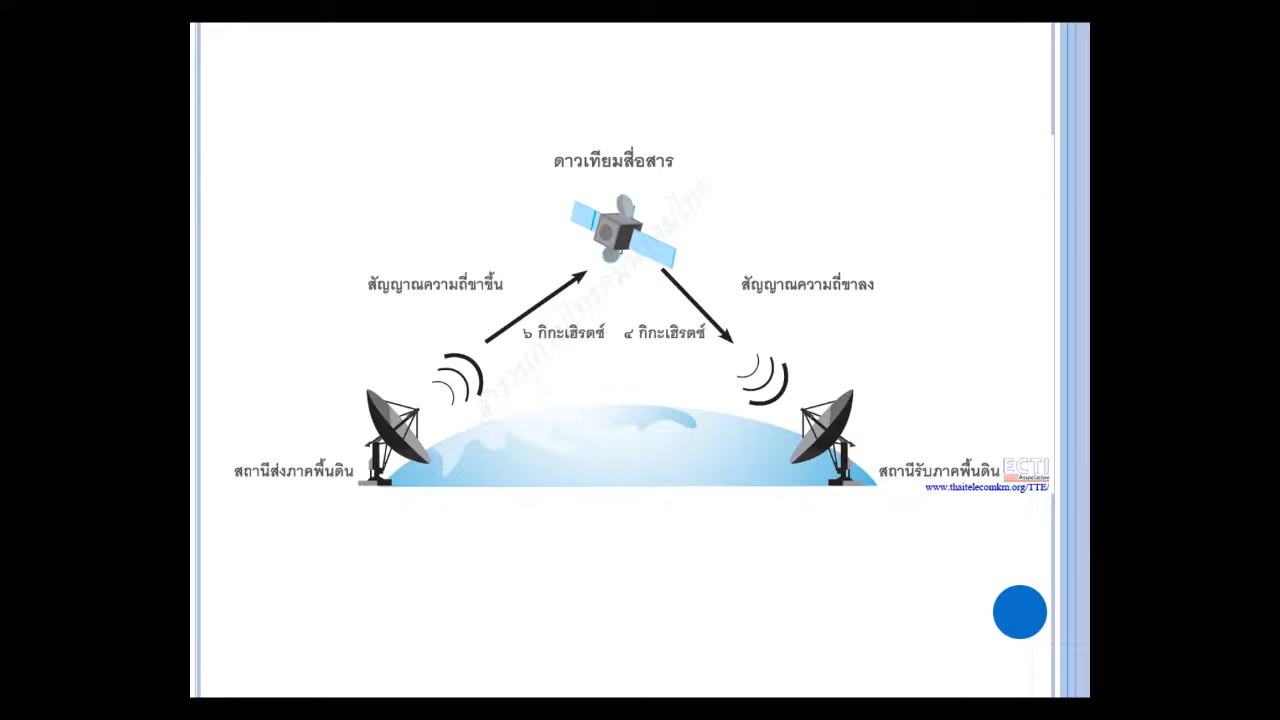 ดาวเทียมสื่อสาร
สัญญาณความถี่ขาขึ้น
สัญญาณความถี่ขาลง
๖ กิกะเฮิรตซ์
๔ กิกะเฮิรตซ์
สถานีส่งภาคพื้นดิน
สถานีรับภาคพื้นดิน
ECTI
Association
www.thaitelecomkm.org/TTE/